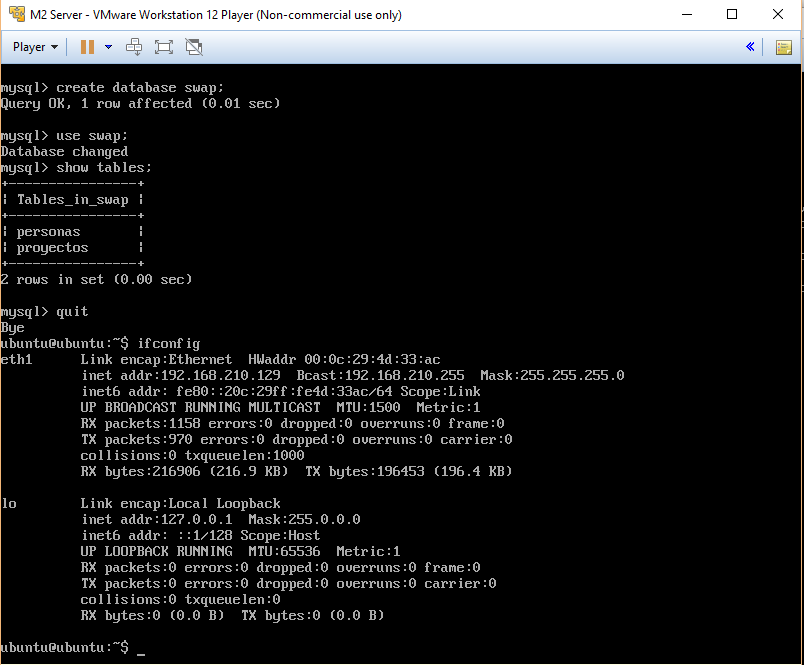 M2 Server - VMware Workstation 12 Player (Non-commercial use only)
Player
mysql> create database swap;
Query OK, 1 row affected (0.01 sec)
mysql> use swap;
Database changed
mysql> show tables;
+----------------+
| Tables_in_swap |
+----------------+
| personas       |
| proyectos      |
+----------------+
2 rows in set (0.00 sec)
mysql> quit
Bye
ubuntu@ubuntu:~$ ifconfig
eth1      Link encap:Ethernet  HWaddr 00:0c:29:4d:33:ac
          inet addr:192.168.210.129  Bcast:192.168.210.255  Mask:255.255.255.0
          inet6 addr: fe80::20c:29ff:fe4d:33ac/64 Scope:Link
          UP BROADCAST RUNNING MULTICAST  MTU:1500  Metric:1
          RX packets:1158 errors:0 dropped:0 overruns:0 frame:0
          TX packets:970 errors:0 dropped:0 overruns:0 carrier:0
          collisions:0 txqueuelen:1000
          RX bytes:216906 (216.9 KB)  TX bytes:196453 (196.4 KB)
lo        Link encap:Local Loopback
          inet addr:127.0.0.1  Mask:255.0.0.0
          inet6 addr: ::1/128 Scope:Host
          UP LOOPBACK RUNNING  MTU:65536  Metric:1
          RX packets:0 errors:0 dropped:0 overruns:0 frame:0
          TX packets:0 errors:0 dropped:0 overruns:0 carrier:0
          collisions:0 txqueuelen:0
          RX bytes:0 (0.0 B)  TX bytes:0 (0.0 B)
ubuntu@ubuntu:~$ _